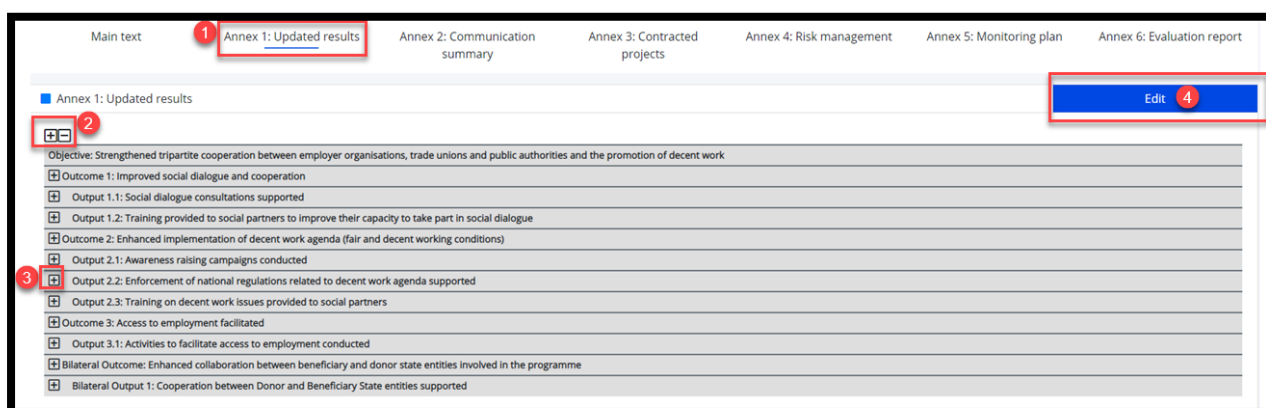 Main text
1
Annex 1: Updated results
Annex 2: Communication
summary
Annex 3: Contracted
projects
Annex 4: Risk management
Annex 5: Monitoring plan
Annex 6: Evaluation report
Annex 1: Updated results
Edit 4
2
Objective: Strengthened tripartite cooperation between employer organisations, trade unions and public authorities and the promotion of decent work
Outcome 1: Improved social dialogue and cooperation
Output 1.1: Social dialogue consultations supported
Output 1.2: Training provided to social partners to improve their capacity to take part in social dialogue
Outcome 2: Enhanced implementation of decent work agenda (fair and decent working conditions)
Output 2.1: Awareness raising campaigns conducted
3
Output 2.2: Enforcement of national regulations related to decent work agenda supported
Output 2.3: Training on decent work issues provided to social partners
Outcome 3: Access to employment facilitated
Output 3.1: Activities to facilitate access to employment conducted
Bilateral Outcome: Enhanced collaboration between beneficiary and donor state entities involved in the programme
Bilateral Output 1: Cooperation between Donor and Beneficiary State entities supported